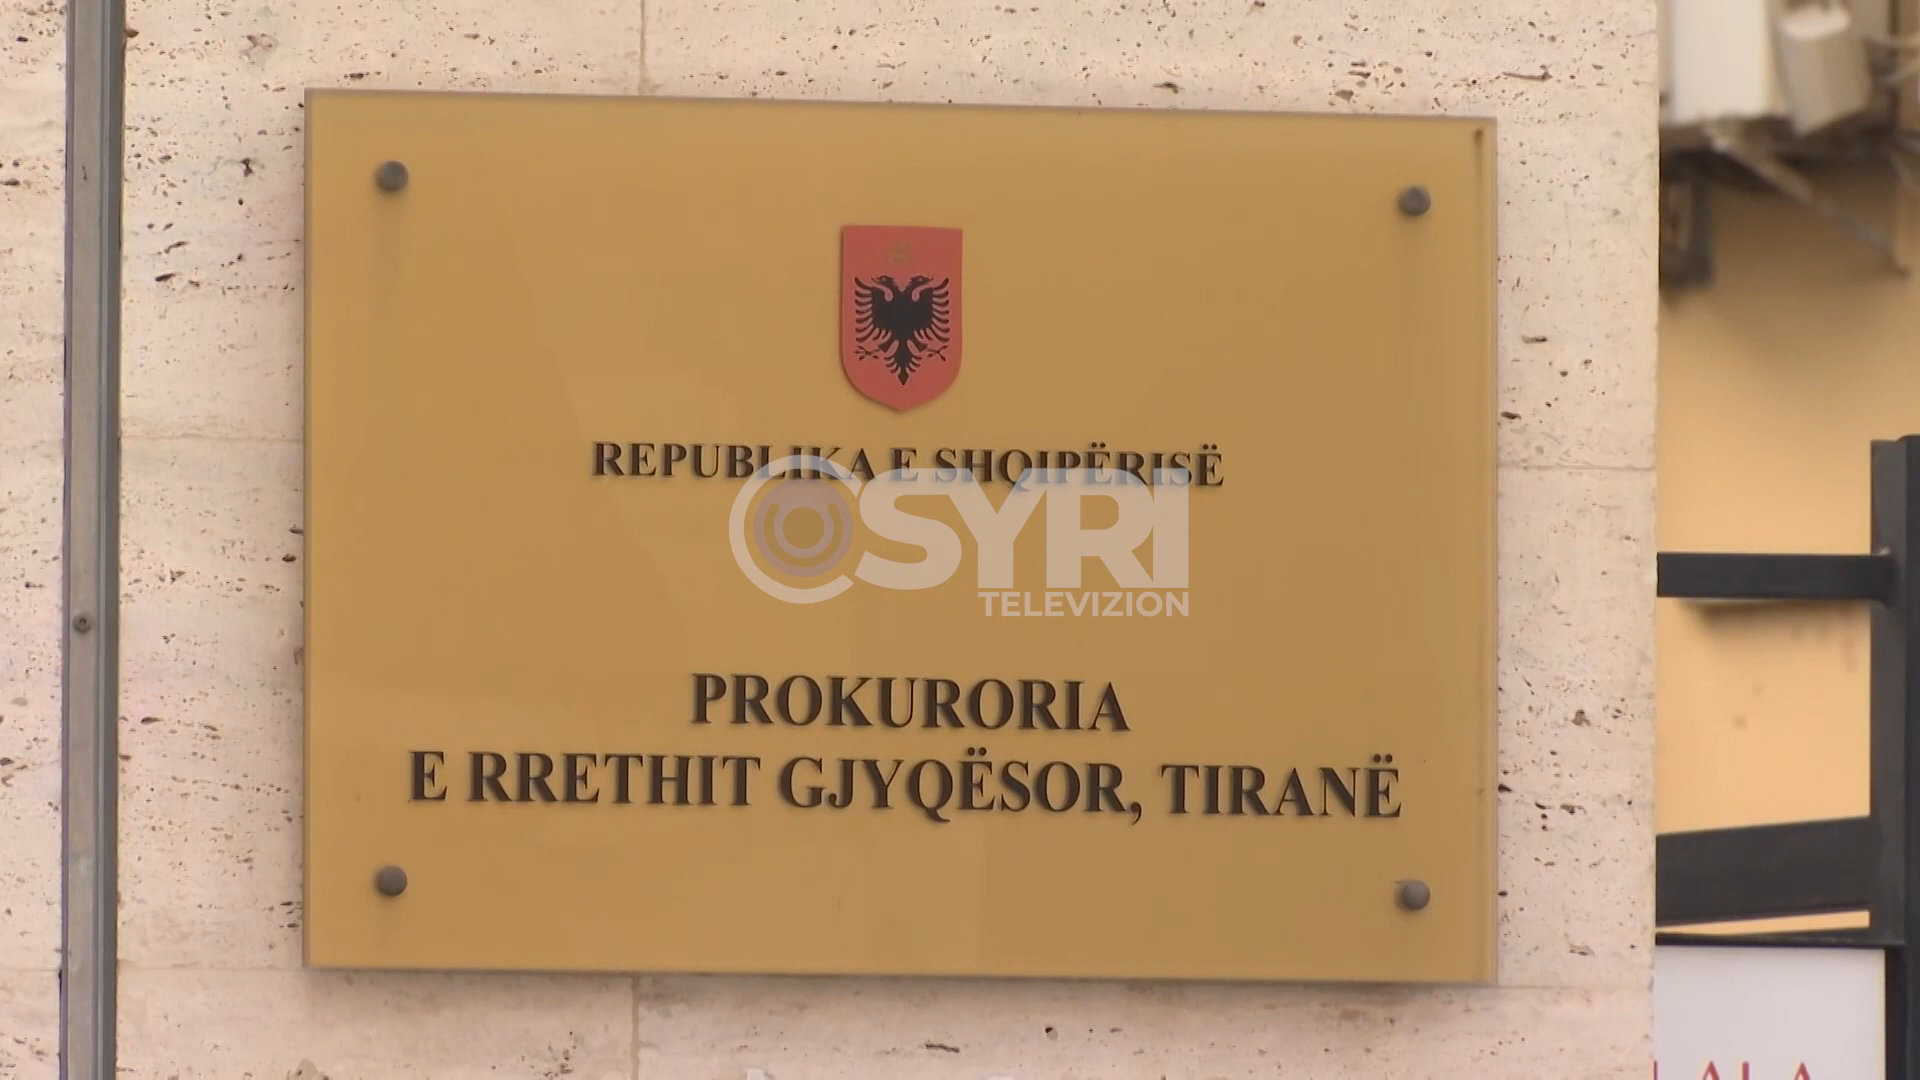 REPUBLIKA E SHQIPËRISË
SYRI
TELEVIZION
PROKURORIA
E RRETHIT GJYQËSOR, TIRANË